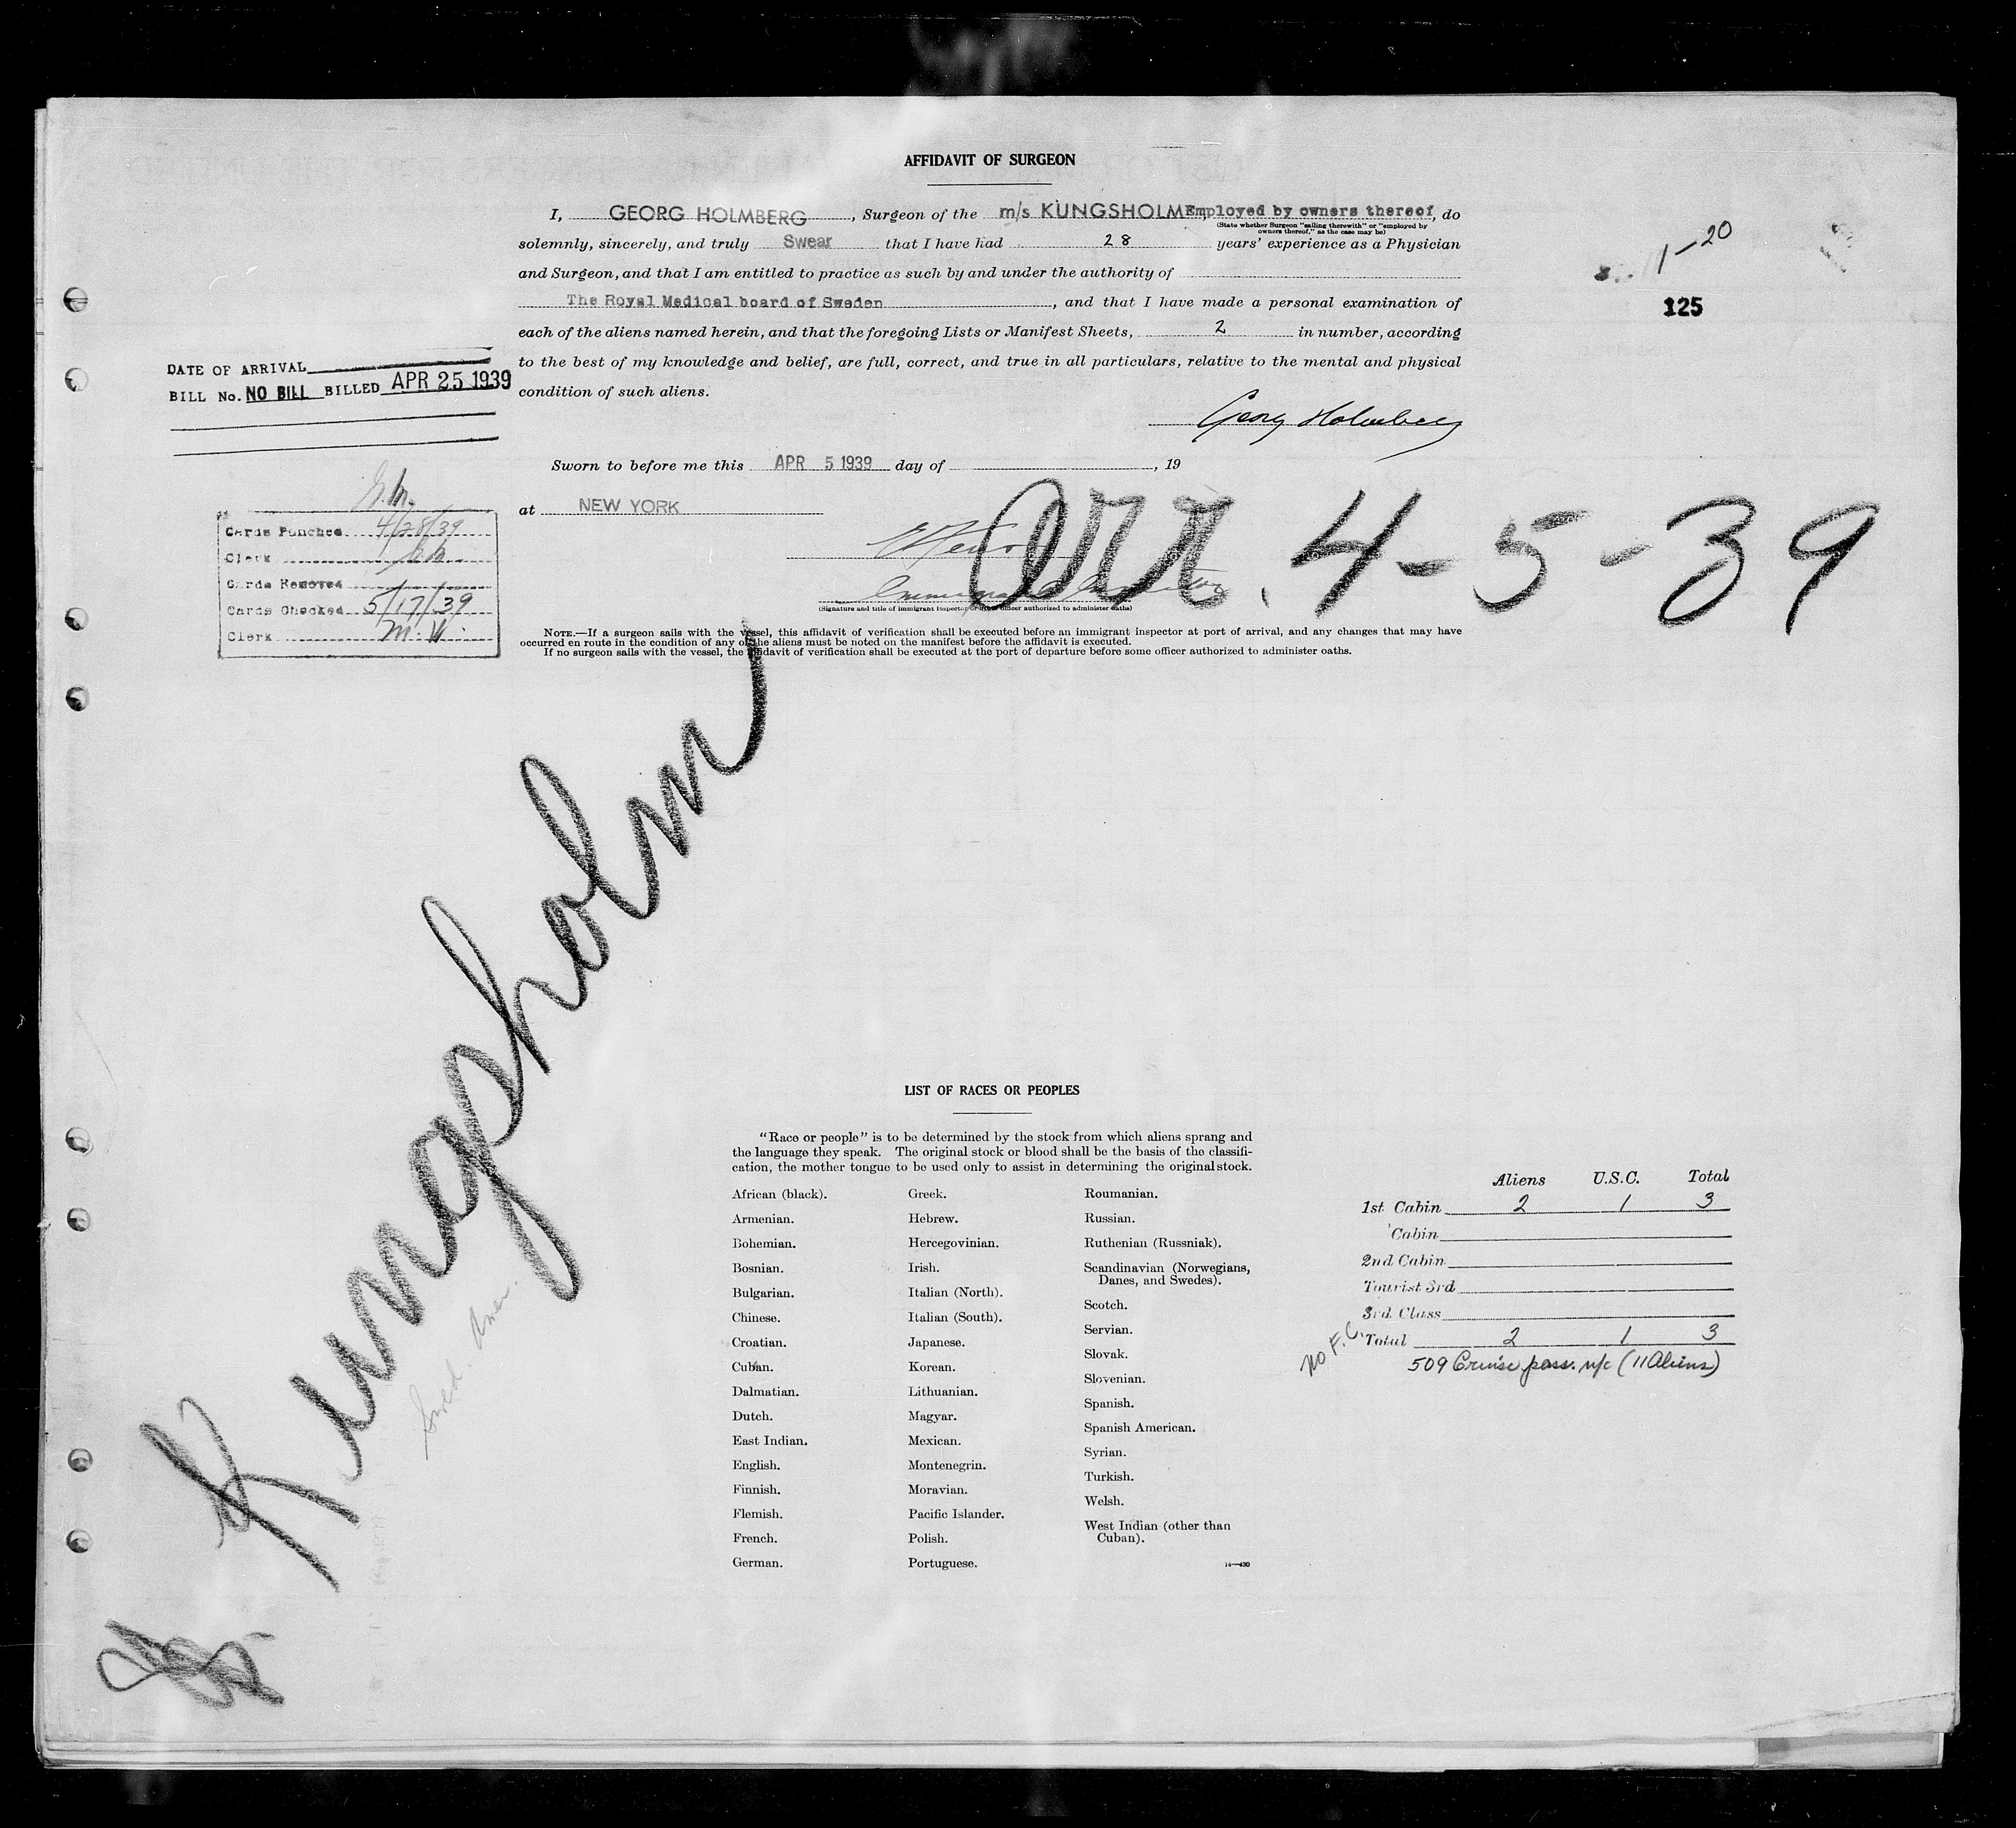 AFFIDAVIT OF SURGEON
I, GEORG HOLMBERG, Surgeon of the m/s KUNGSHOLM Employed by owners thereof, do
(State whether Surgeon "sailing therewith" or "employed by
owners thereof," as the case may be)
solemnly, sincerely, and truly Swear that I have had 28 years' experience as a Physician
and Surgeon, and that I am entitled to practice as such by and under the authority of
The Royal Medical board of Sweden, and that I have made a personal examination of
each of the aliens named herein, and that the foregoing Lists or Manifest Sheets, 2 in number, according
to the best of my knowledge and belief, are full, correct, and true in all particulars, relative to the mental and physical
condition of such aliens.
1-20
125
DATE OF ARRIVAL
BILL No. NO BILL BILLED APR 25 1939
Georg Holmberg
Sworn to before me this APR 5 1939 day of , 19
at NEW YORK
Arr. 4-5-39
Immigrant Inspector
(Signature and title of immigrant inspector or other officer authorized to administer oaths)
Cards Punched 4/28/39
Clerk
Cards Removed
Cards Checked 5/17/39
Clerk M. W.
NOTE.—If a surgeon sails with the vessel, this affidavit of verification shall be executed before an immigrant inspector at port of arrival, and any changes that may have
occurred en route in the condition of any of the aliens must be noted on the manifest before the affidavit is executed.
If no surgeon sails with the vessel, the affidavit of verification shall be executed at the port of departure before some officer authorized to administer oaths.
Kungsholm
Swed. Amer.
LIST OF RACES OR PEOPLES
"Race or people" is to be determined by the stock from which aliens sprang and
the language they speak. The original stock or blood shall be the basis of the classifi-
cation, the mother tongue to be used only to assist in determining the original stock.
African (black).
Armenian.
Bohemian.
Bosnian.
Bulgarian.
Chinese.
Croatian.
Cuban.
Dalmatian.
Dutch.
East Indian.
English.
Finnish.
Flemish.
French.
German.
Greek.
Hebrew.
Hercegovinian.
Irish.
Italian (North).
Italian (South).
Japanese.
Korean.
Lithuanian.
Magyar.
Mexican.
Montenegrin.
Moravian.
Pacific Islander.
Polish.
Portuguese.
Roumanian.
Russian.
Ruthenian (Russniak).
Scandinavian (Norwegians,
Danes, and Swedes).
Scotch.
Servian.
Slovak.
Slovenian.
Spanish.
Spanish American.
Syrian.
Turkish.
Welsh.
West Indian (other than
Cuban).
14—430
Aliens U.S.C. Total
1st Cabin 2 1 3
Cabin
2nd Cabin
Tourist 3rd
3rd Class
Total 2 1 3
No F. C.
509 Cruise pass. n/c (11 Aliens)